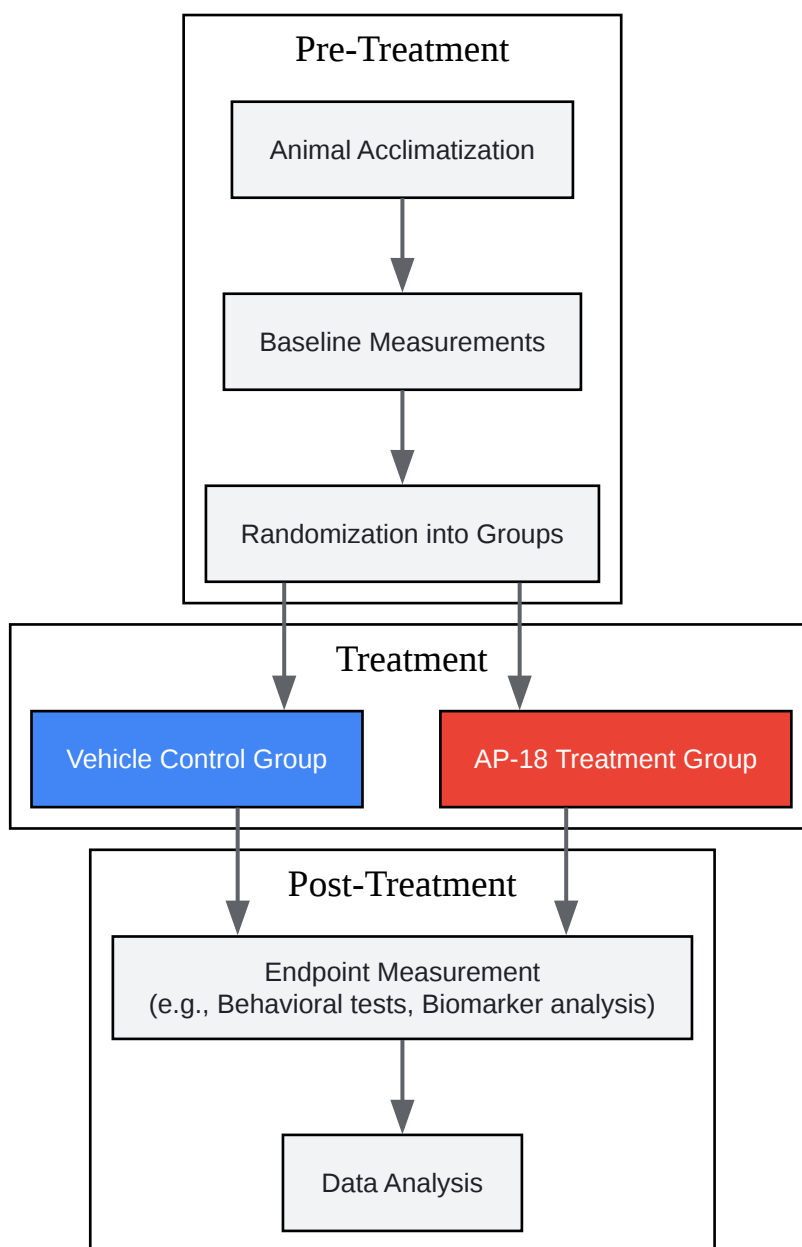 Pre-Treatment
Animal Acclimatization
Baseline Measurements
Randomization into Groups
Treatment
Vehicle Control Group
AP-18 Treatment Group
Post-Treatment
Endpoint Measurement
(e.g., Behavioral tests, Biomarker analysis)
Data Analysis